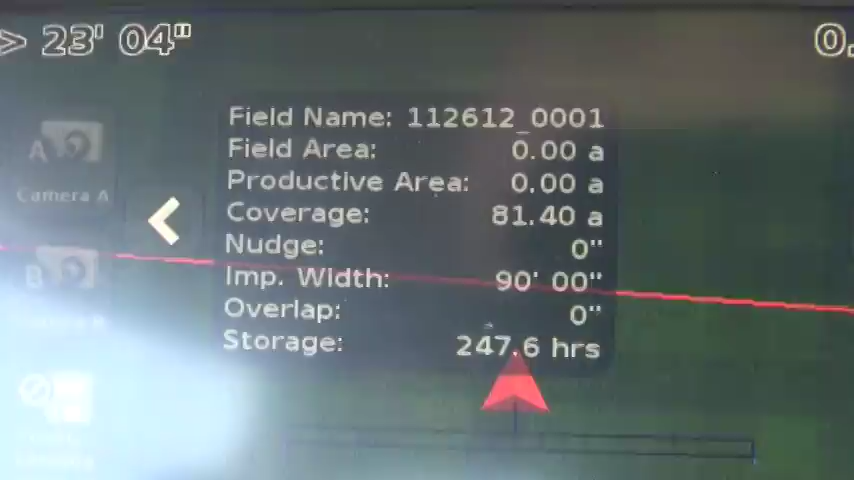 > 23' 04"
0.
Field Name: 112612_0001
Field Area: 0.00 a
Productive Area: 0.00 a
Coverage: 81.40 a
Nudge: 0"
Imp. Width: 90' 00"
Overlap: 0"
Storage: 247.6 hrs
A
Camera A
B